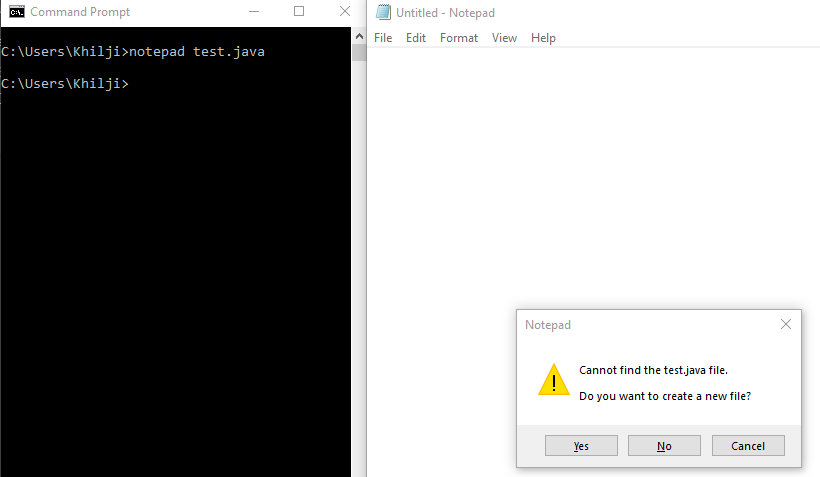 Command Prompt
C:\Users\Khilji>notepad test.java
C:\Users\Khilji>
Untitled - Notepad
File Edit Format View Help
Notepad
Cannot find the test.java file.
Do you want to create a new file?
Yes No Cancel